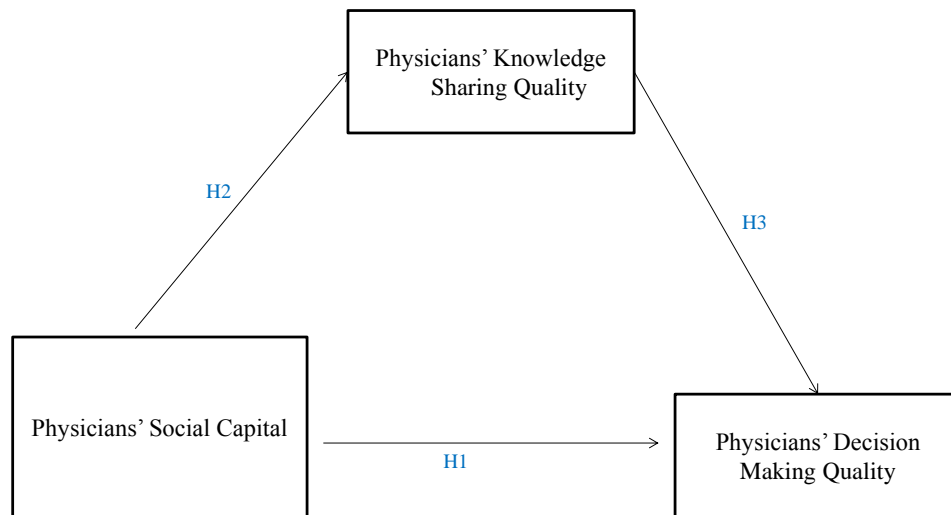 Physicians’ Knowledge
Sharing Quality
H2
H3
Physicians’ Social Capital
H1
Physicians’ Decision
Making Quality